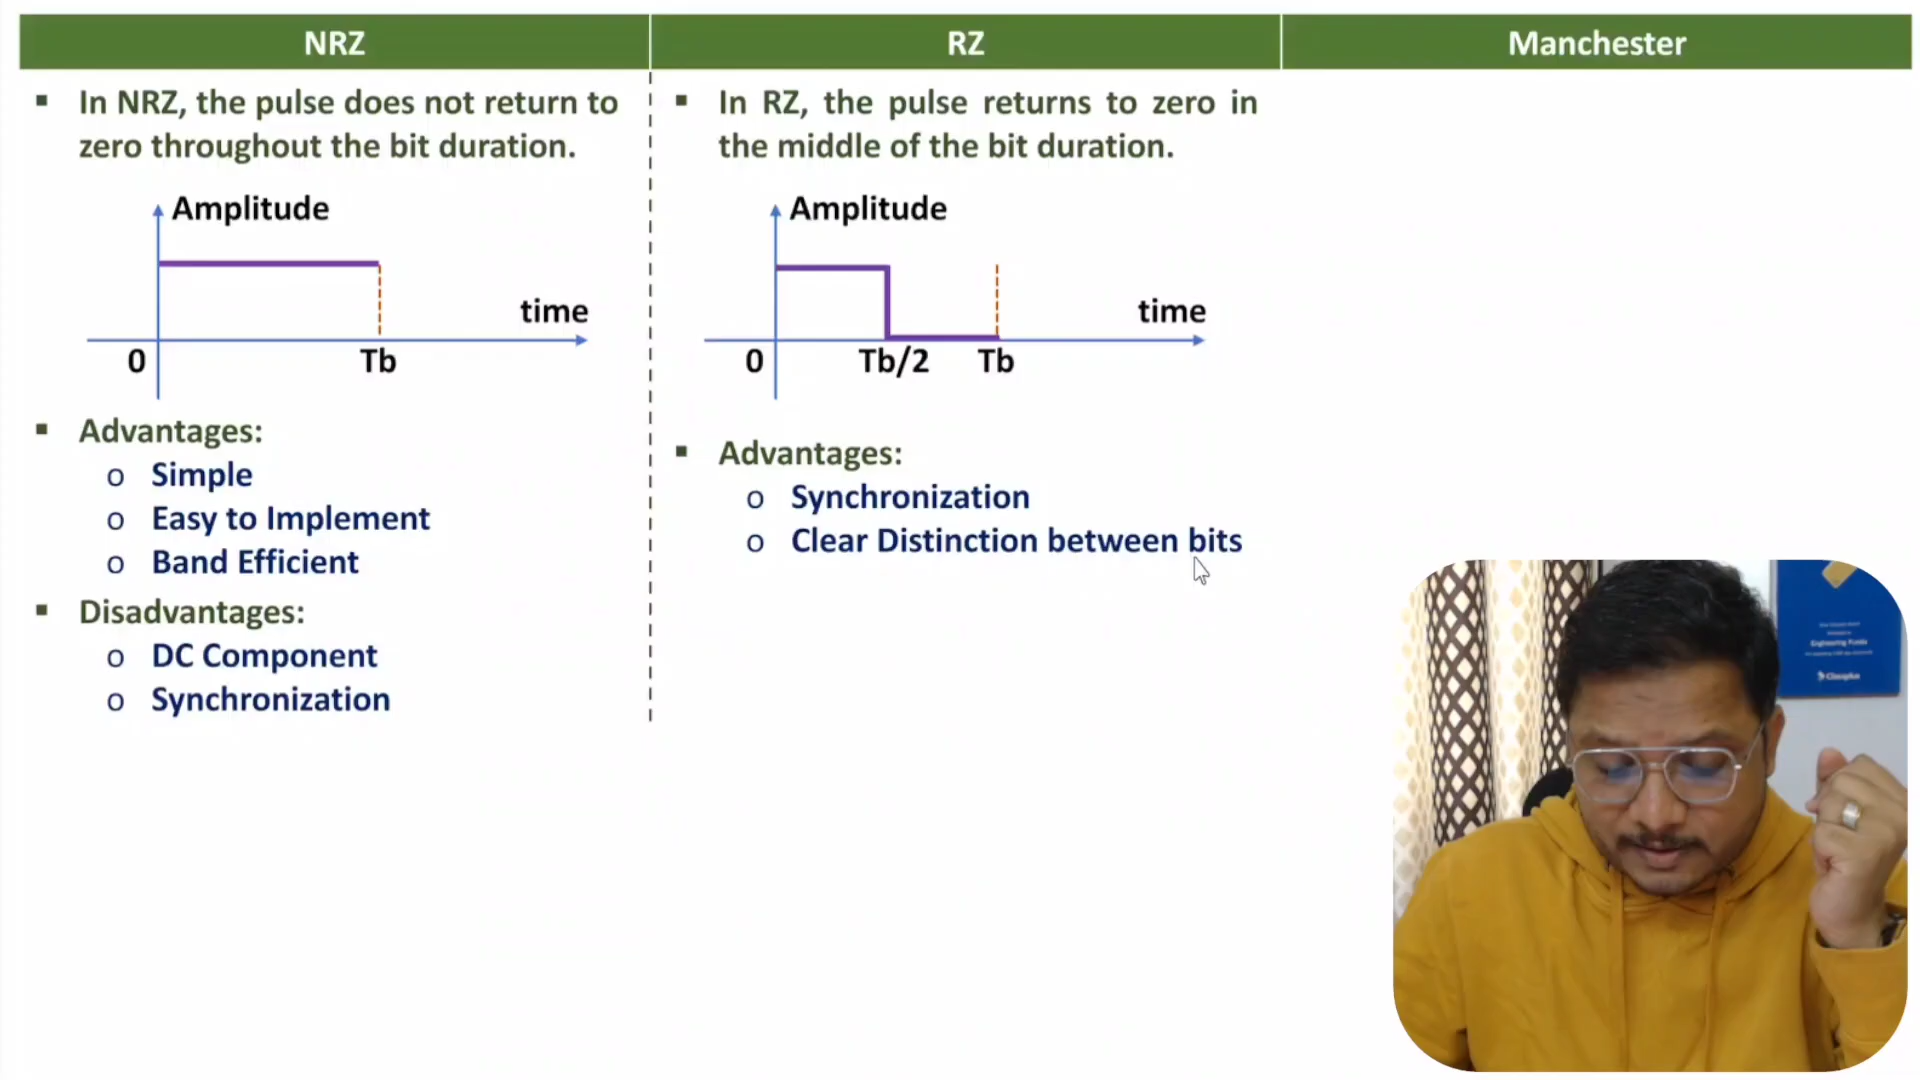 NRZ
RZ
Manchester
▪ In NRZ, the pulse does not return to
zero throughout the bit duration.
Amplitude
time
0
Tb
▪ Advantages:
o Simple
o Easy to Implement
o Band Efficient
▪ Disadvantages:
o DC Component
o Synchronization
▪ In RZ, the pulse returns to zero in
the middle of the bit duration.
Amplitude
time
0
Tb/2
Tb
▪ Advantages:
o Synchronization
o Clear Distinction between bits
Engineering Funda
Classplus